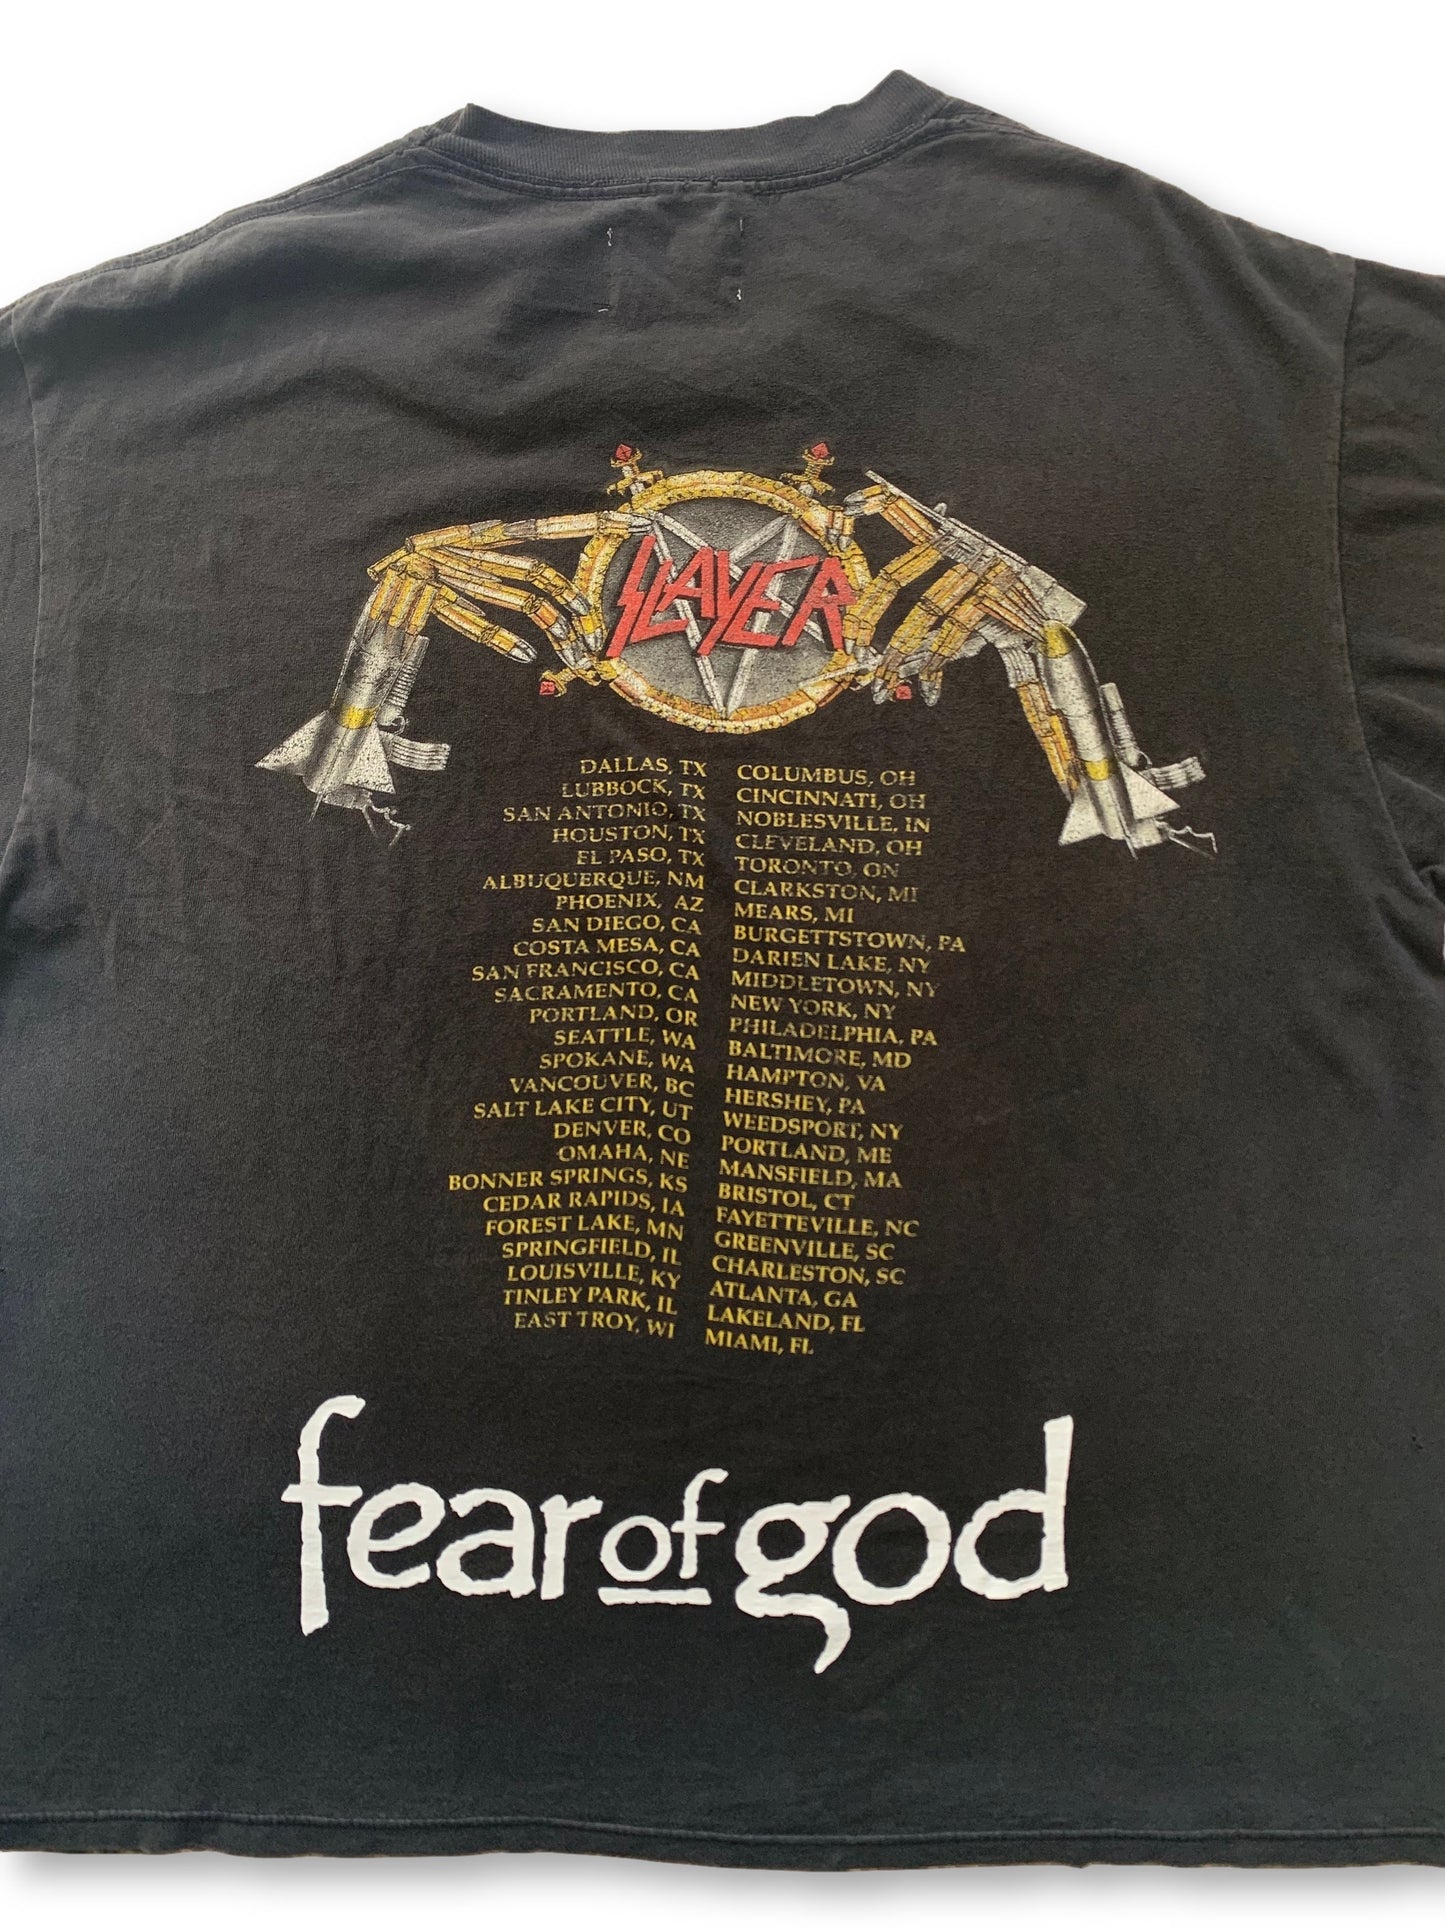 SLAYER
DALLAS, TX
LUBBOCK, TX
SAN ANTONIO, TX
HOUSTON, TX
EL PASO, TX
ALBUQUERQUE, NM
PHOENIX, AZ
SAN DIEGO, CA
COSTA MESA, CA
SAN FRANCISCO, CA
SACRAMENTO, CA
PORTLAND, OR
SEATTLE, WA
SPOKANE, WA
VANCOUVER, BC
SALT LAKE CITY, UT
DENVER, CO
OMAHA, NE
BONNER SPRINGS, KS
CEDAR RAPIDS, IA
FOREST LAKE, MN
SPRINGFIELD, IL
LOUISVILLE, KY
TINLEY PARK, IL
EAST TROY, WI
COLUMBUS, OH
CINCINNATI, OH
NOBLESVILLE, IN
CLEVELAND, OH
TORONTO, ON
CLARKSTON, MI
MEARS, MI
BURGETTSTOWN, PA
DARIEN LAKE, NY
MIDDLETOWN, NY
NEW YORK, NY
PHILADELPHIA, PA
BALTIMORE, MD
HAMPTON, VA
HERSHEY, PA
WEEDSPORT, NY
PORTLAND, ME
MANSFIELD, MA
BRISTOL, CT
FAYETTEVILLE, NC
GREENVILLE, SC
CHARLESTON, SC
ATLANTA, GA
LAKELAND, FL
MIAMI, FL
fear of god